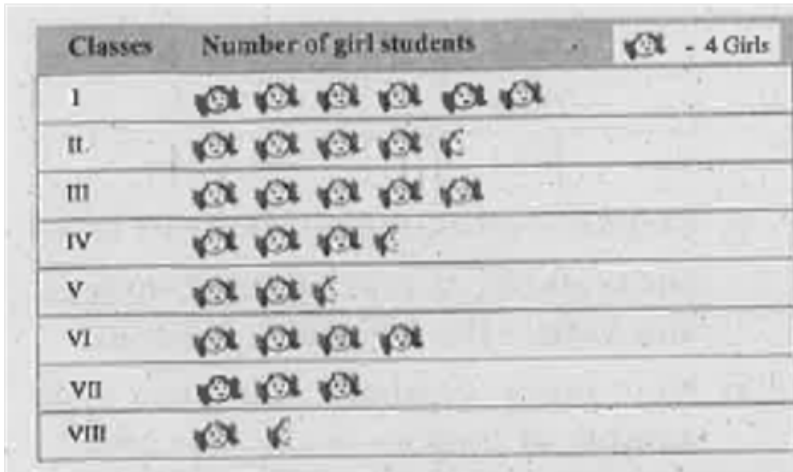 Classes Number of girl students - 4 Girls
I
II.
III
IV
V
VI
VII
VIII